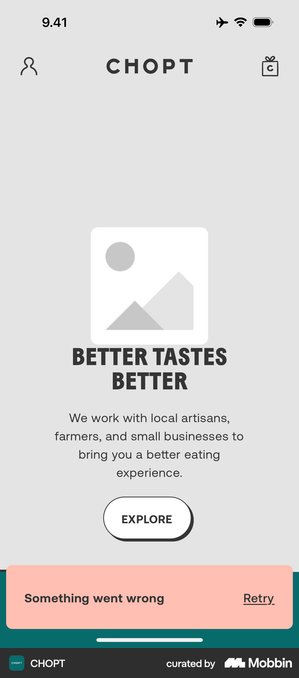 9.41
CHOPT
C
BETTER TASTES
BETTER
We work with local artisans,
farmers, and small businesses to
bring you a better eating
experience.
EXPLORE
Something went wrong
Retry
CHOPT
CHOPT
curated by
Mobbin